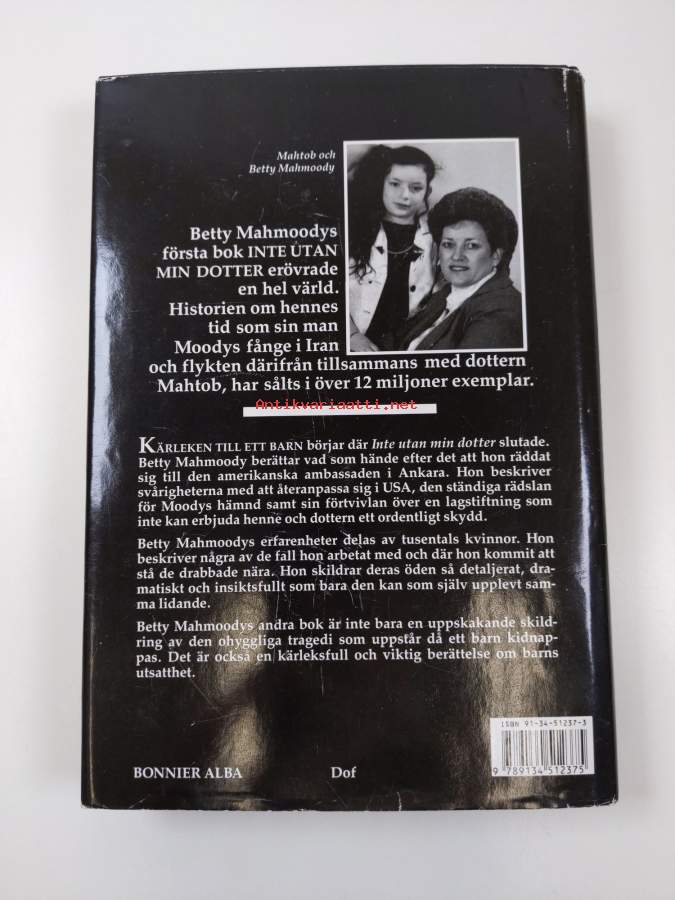 Mahtob och
Betty Mahmoody
Betty Mahmoodys
första bok INTE UTAN
MIN DOTTER erövrade
en hel värld.
Historien om hennes
tid som sin man
Moodys fånge i Iran
och flykten därifrån tillsammans med dottern
Mahtob, har sålts i över 12 miljoner exemplar.
Antikvariaatti.net
KÄRLEKEN TILL ETT BARN börjar där Inte utan min dotter slutade.
Betty Mahmoody berättar vad som hände efter det att hon räddat
sig till den amerikanska ambassaden i Ankara. Hon beskriver
svårigheterna med att återanpassa sig i USA, den ständiga rädslan
för Moodys hämnd samt sin förtvivlan över en lagstiftning som
inte kan erbjuda henne och dottern ett ordentligt skydd.
Betty Mahmoodys erfarenheter delas av tusentals kvinnor. Hon
beskriver några av de fall hon arbetat med och där hon kommit att
stå de drabbade nära. Hon skildrar deras öden så detaljerat, dra-
matiskt och insiktsfullt som bara den kan som själv upplevt sam-
ma lidande.
Betty Mahmoodys andra bok är inte bara en uppskakande skild-
ring av den ohyggliga tragedi som uppstår då ett barn kidnap-
pas. Det är också en kärleksfull och viktig berättelse om barns
utsatthet.
ISBN 91-34-51237-3
9 789134 512375
BONNIER ALBA
Dof